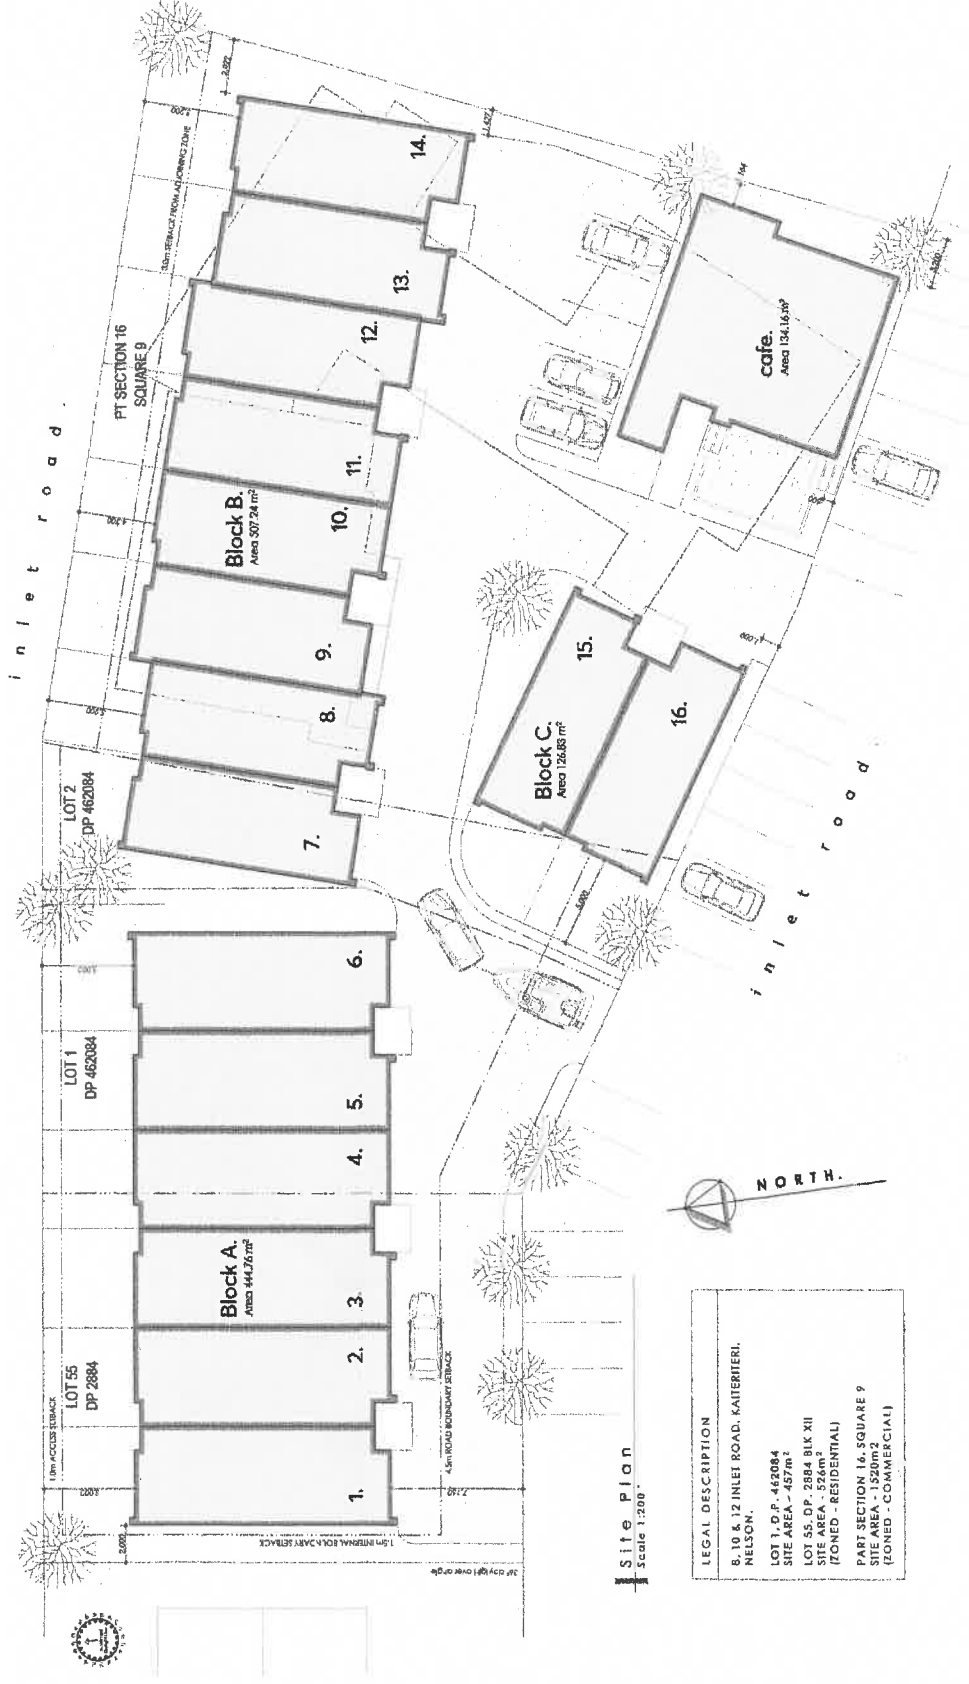 inlet road
PT SECTION 16
SQUARE 9
3.0m SETBACK FROM ADJOINING ZONE
LOT 2
DP 462084
LOT 1
DP 462084
LOT 55
DP 2884
1.0m ACCESS SETBACK
1.5m INTERNAL BOUNDARY SETBACK
4.5m ROAD BOUNDARY SETBACK
Block A.
Area 444.76 m²
1.
2.
3.
4.
5.
6.
Block B.
Area 507.24 m²
7.
8.
9.
10.
11.
12.
13.
14.
Block C.
Area 126.83 m²
15.
16.
cafe.
Area 134.16 m²
inlet road
2,000
5,000
NORTH.
Site Plan
Scale 1:200
LEGAL DESCRIPTION
8, 10 & 12 INLET ROAD, KAITERITERI,
NELSON.
LOT 1, D.P. 462084
SITE AREA - 457m²
LOT 55, DP. 2884 BLK XII
SITE AREA - 526m²
(ZONED - RESIDENTIAL)
PART SECTION 16, SQUARE 9
SITE AREA - 1520m2
(ZONED - COMMERCIAL)